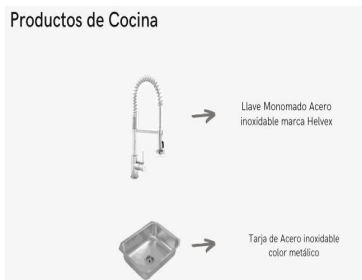 Productos de Cocina
Llave Monomado Acero
inoxidable marca Helvex
Tarja de Acero inoxidable
color metálico